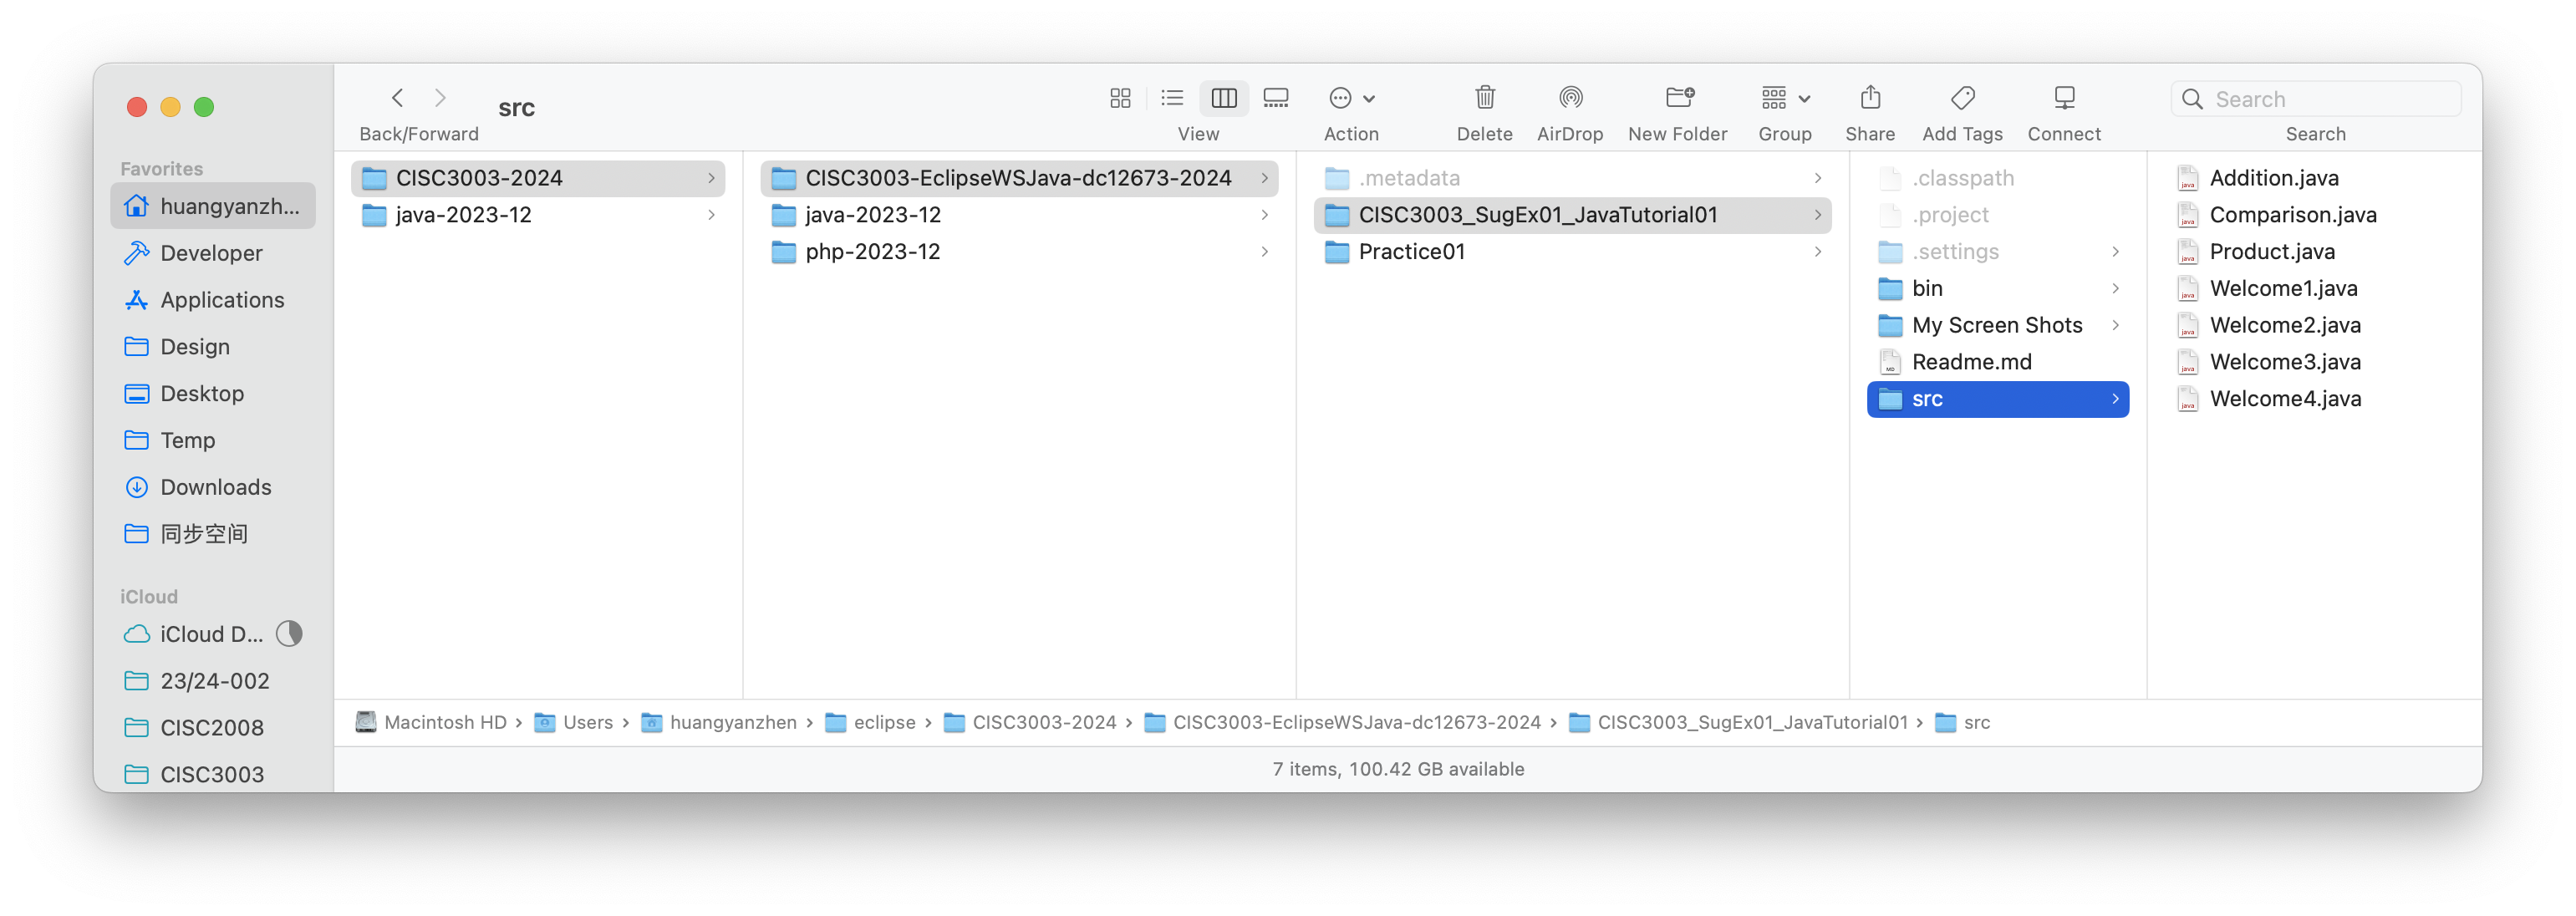 src
Back/Forward
View
Action
Delete
AirDrop
New Folder
Group
Share
Add Tags
Connect
Search
Search
Favorites
huangyanzh...
Developer
Applications
Design
Desktop
Temp
Downloads
同步空间
iCloud
iCloud D...
23/24-002
CISC2008
CISC3003
CISC3003-2024
java-2023-12
CISC3003-EclipseWSJava-dc12673-2024
java-2023-12
php-2023-12
.metadata
CISC3003_SugEx01_JavaTutorial01
Practice01
.classpath
.project
.settings
bin
My Screen Shots
Readme.md
src
Addition.java
Comparison.java
Product.java
Welcome1.java
Welcome2.java
Welcome3.java
Welcome4.java
Macintosh HD › Users › huangyanzhen › eclipse › CISC3003-2024 › CISC3003-EclipseWSJava-dc12673-2024 › CISC3003_SugEx01_JavaTutorial01 › src
7 items, 100.42 GB available